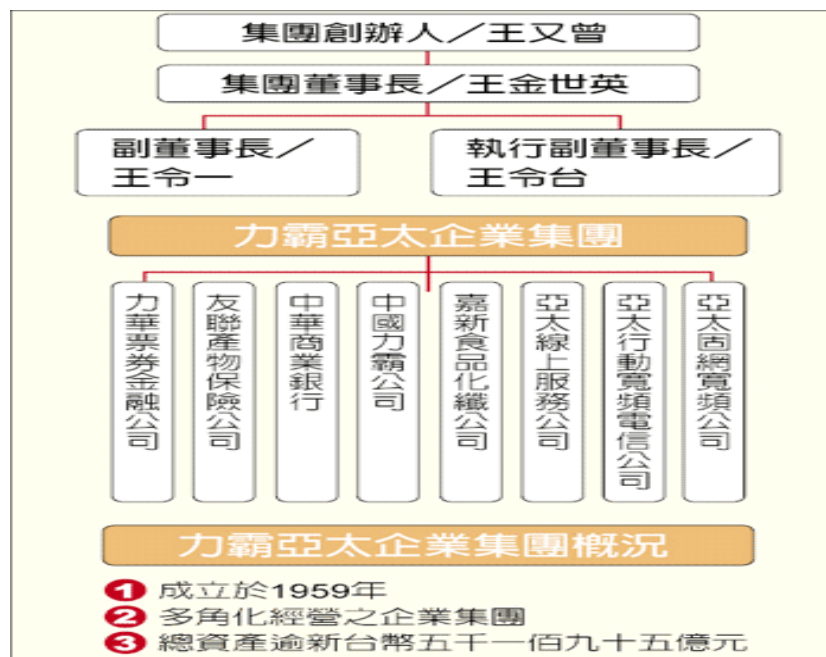 集團創辦人／王又曾
集團董事長／王金世英
副董事長／
王令一
執行副董事長／
王令台
力霸亞太企業集團
力華票券金融公司
友聯產物保險公司
中華商業銀行
中國力霸公司
嘉新食品化纖公司
亞太線上服務公司
亞太行動寬頻電信公司
亞太固網寬頻公司
力霸亞太企業集團概況
1 成立於1959年
2 多角化經營之企業集團
3 總資產逾新台幣五千一佰九十五億元